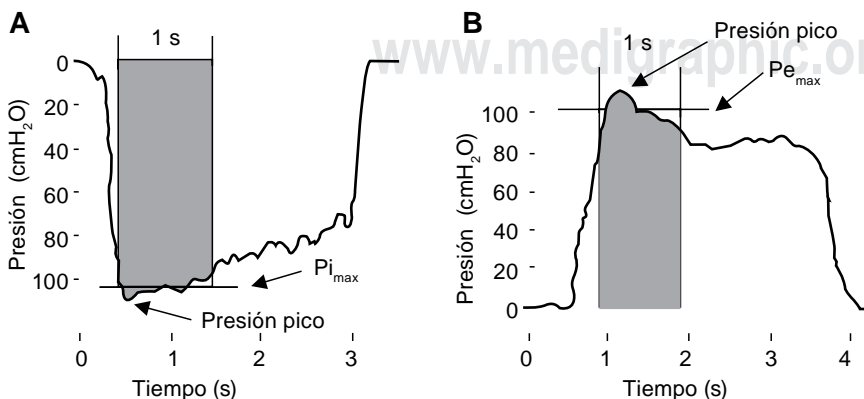 A
1 s
0
20
40
60
80
100
Presión (cmH2O)
Pimax
Presión pico
0
1
2
3
Tiempo (s)
www.medigraphic.or
B
1 s
Presión pico
Pemax
100
80
60
40
20
0
Presión (cmH2O)
0
1
2
3
4
Tiempo (s)